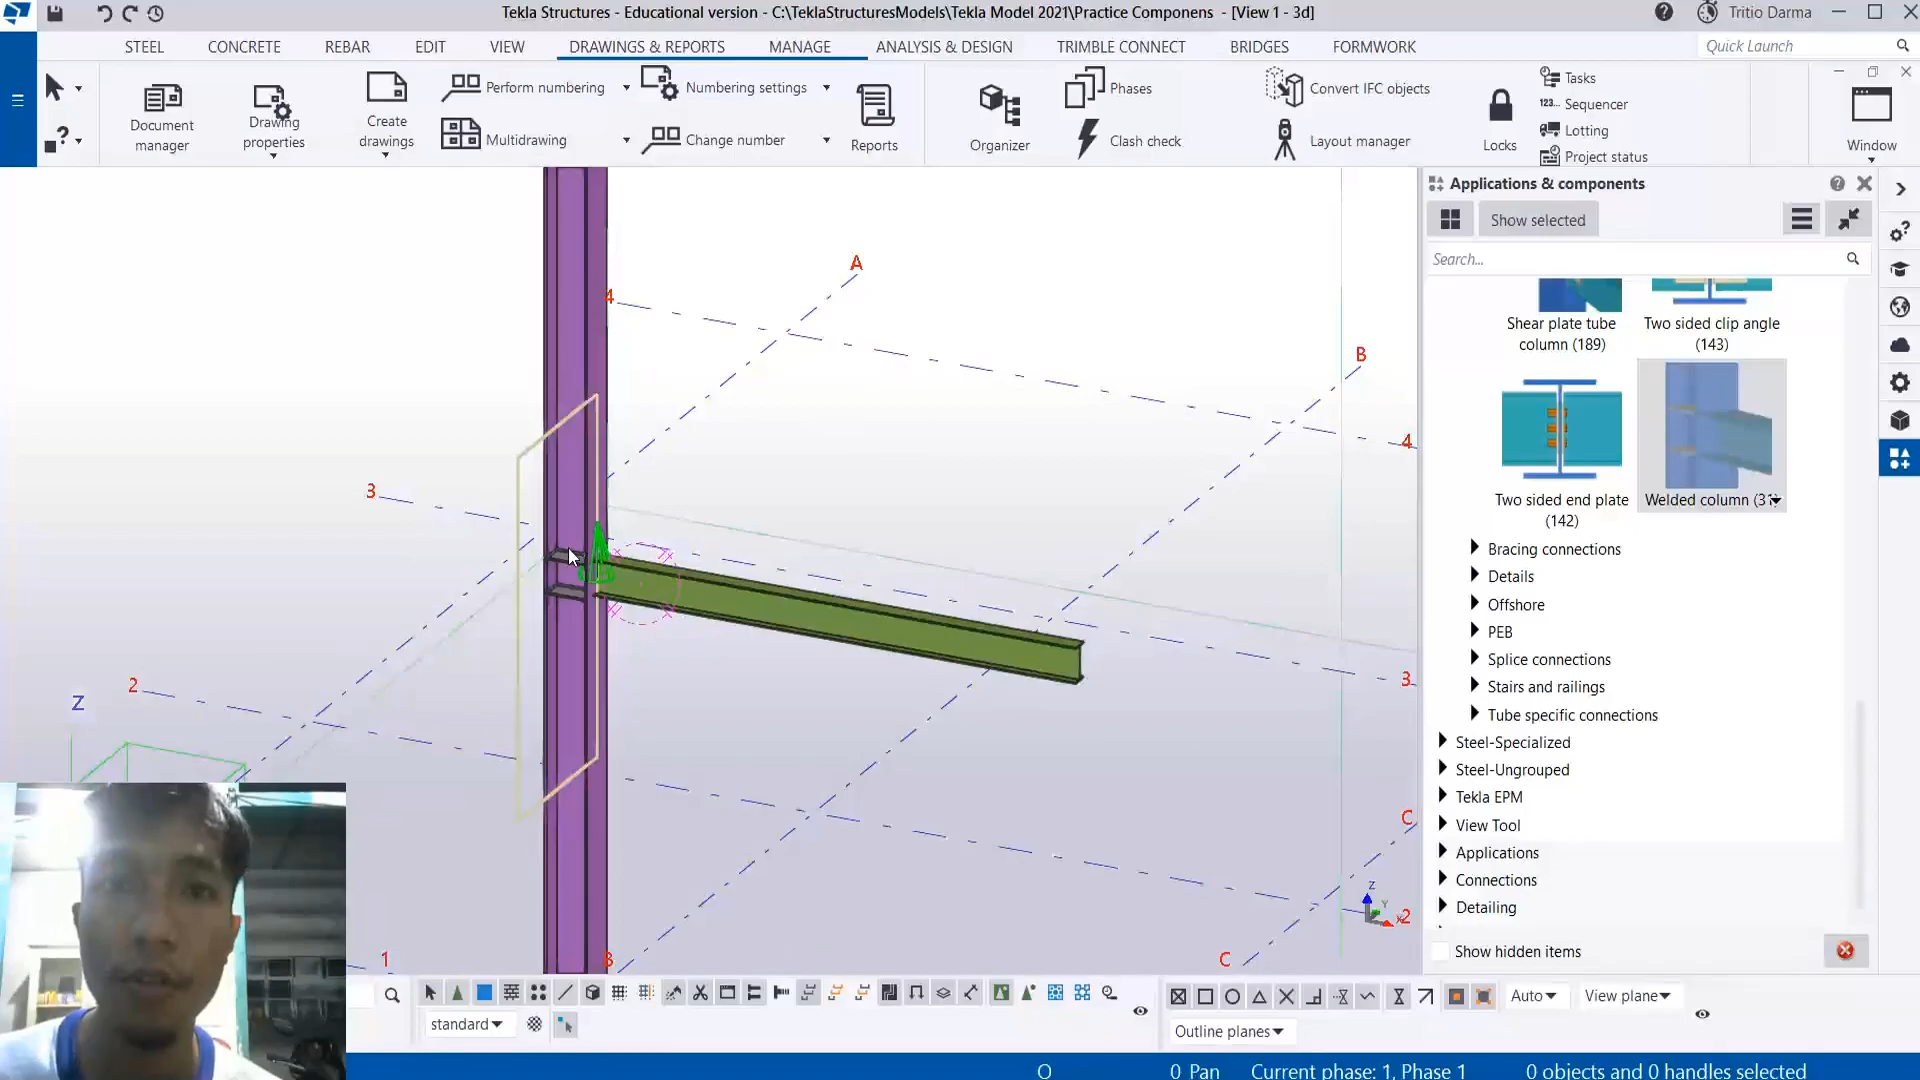 Tekla Structures - Educational version - C:\TeklaStructuresModels\Tekla Model 2021\Practice Componens - [View 1 - 3d]
Tritio Darma
STEEL
CONCRETE
REBAR
EDIT
VIEW
DRAWINGS & REPORTS
MANAGE
ANALYSIS & DESIGN
TRIMBLE CONNECT
BRIDGES
FORMWORK
Quick Launch
Document
manager
Drawing
properties
Create
drawings
Perform numbering
Multidrawing
Numbering settings
Change number
Reports
Organizer
Phases
Clash check
Convert IFC objects
Layout manager
Locks
Tasks
123... Sequencer
Lotting
Project status
Window
Applications & components
Show selected
Search...
Shear plate tube
column (189)
Two sided clip angle
(143)
Two sided end plate
(142)
Welded column (31)
Bracing connections
Details
Offshore
PEB
Splice connections
Stairs and railings
Tube specific connections
Steel-Specialized
Steel-Ungrouped
Tekla EPM
View Tool
Applications
Connections
Detailing
Show hidden items
A
4
B
4
3
3
2
Z
C
Z
Y
X
2
1
B
C
standard
Auto
View plane
Outline planes
O
0
Pan
Current phase: 1, Phase 1
0 objects and 0 handles selected